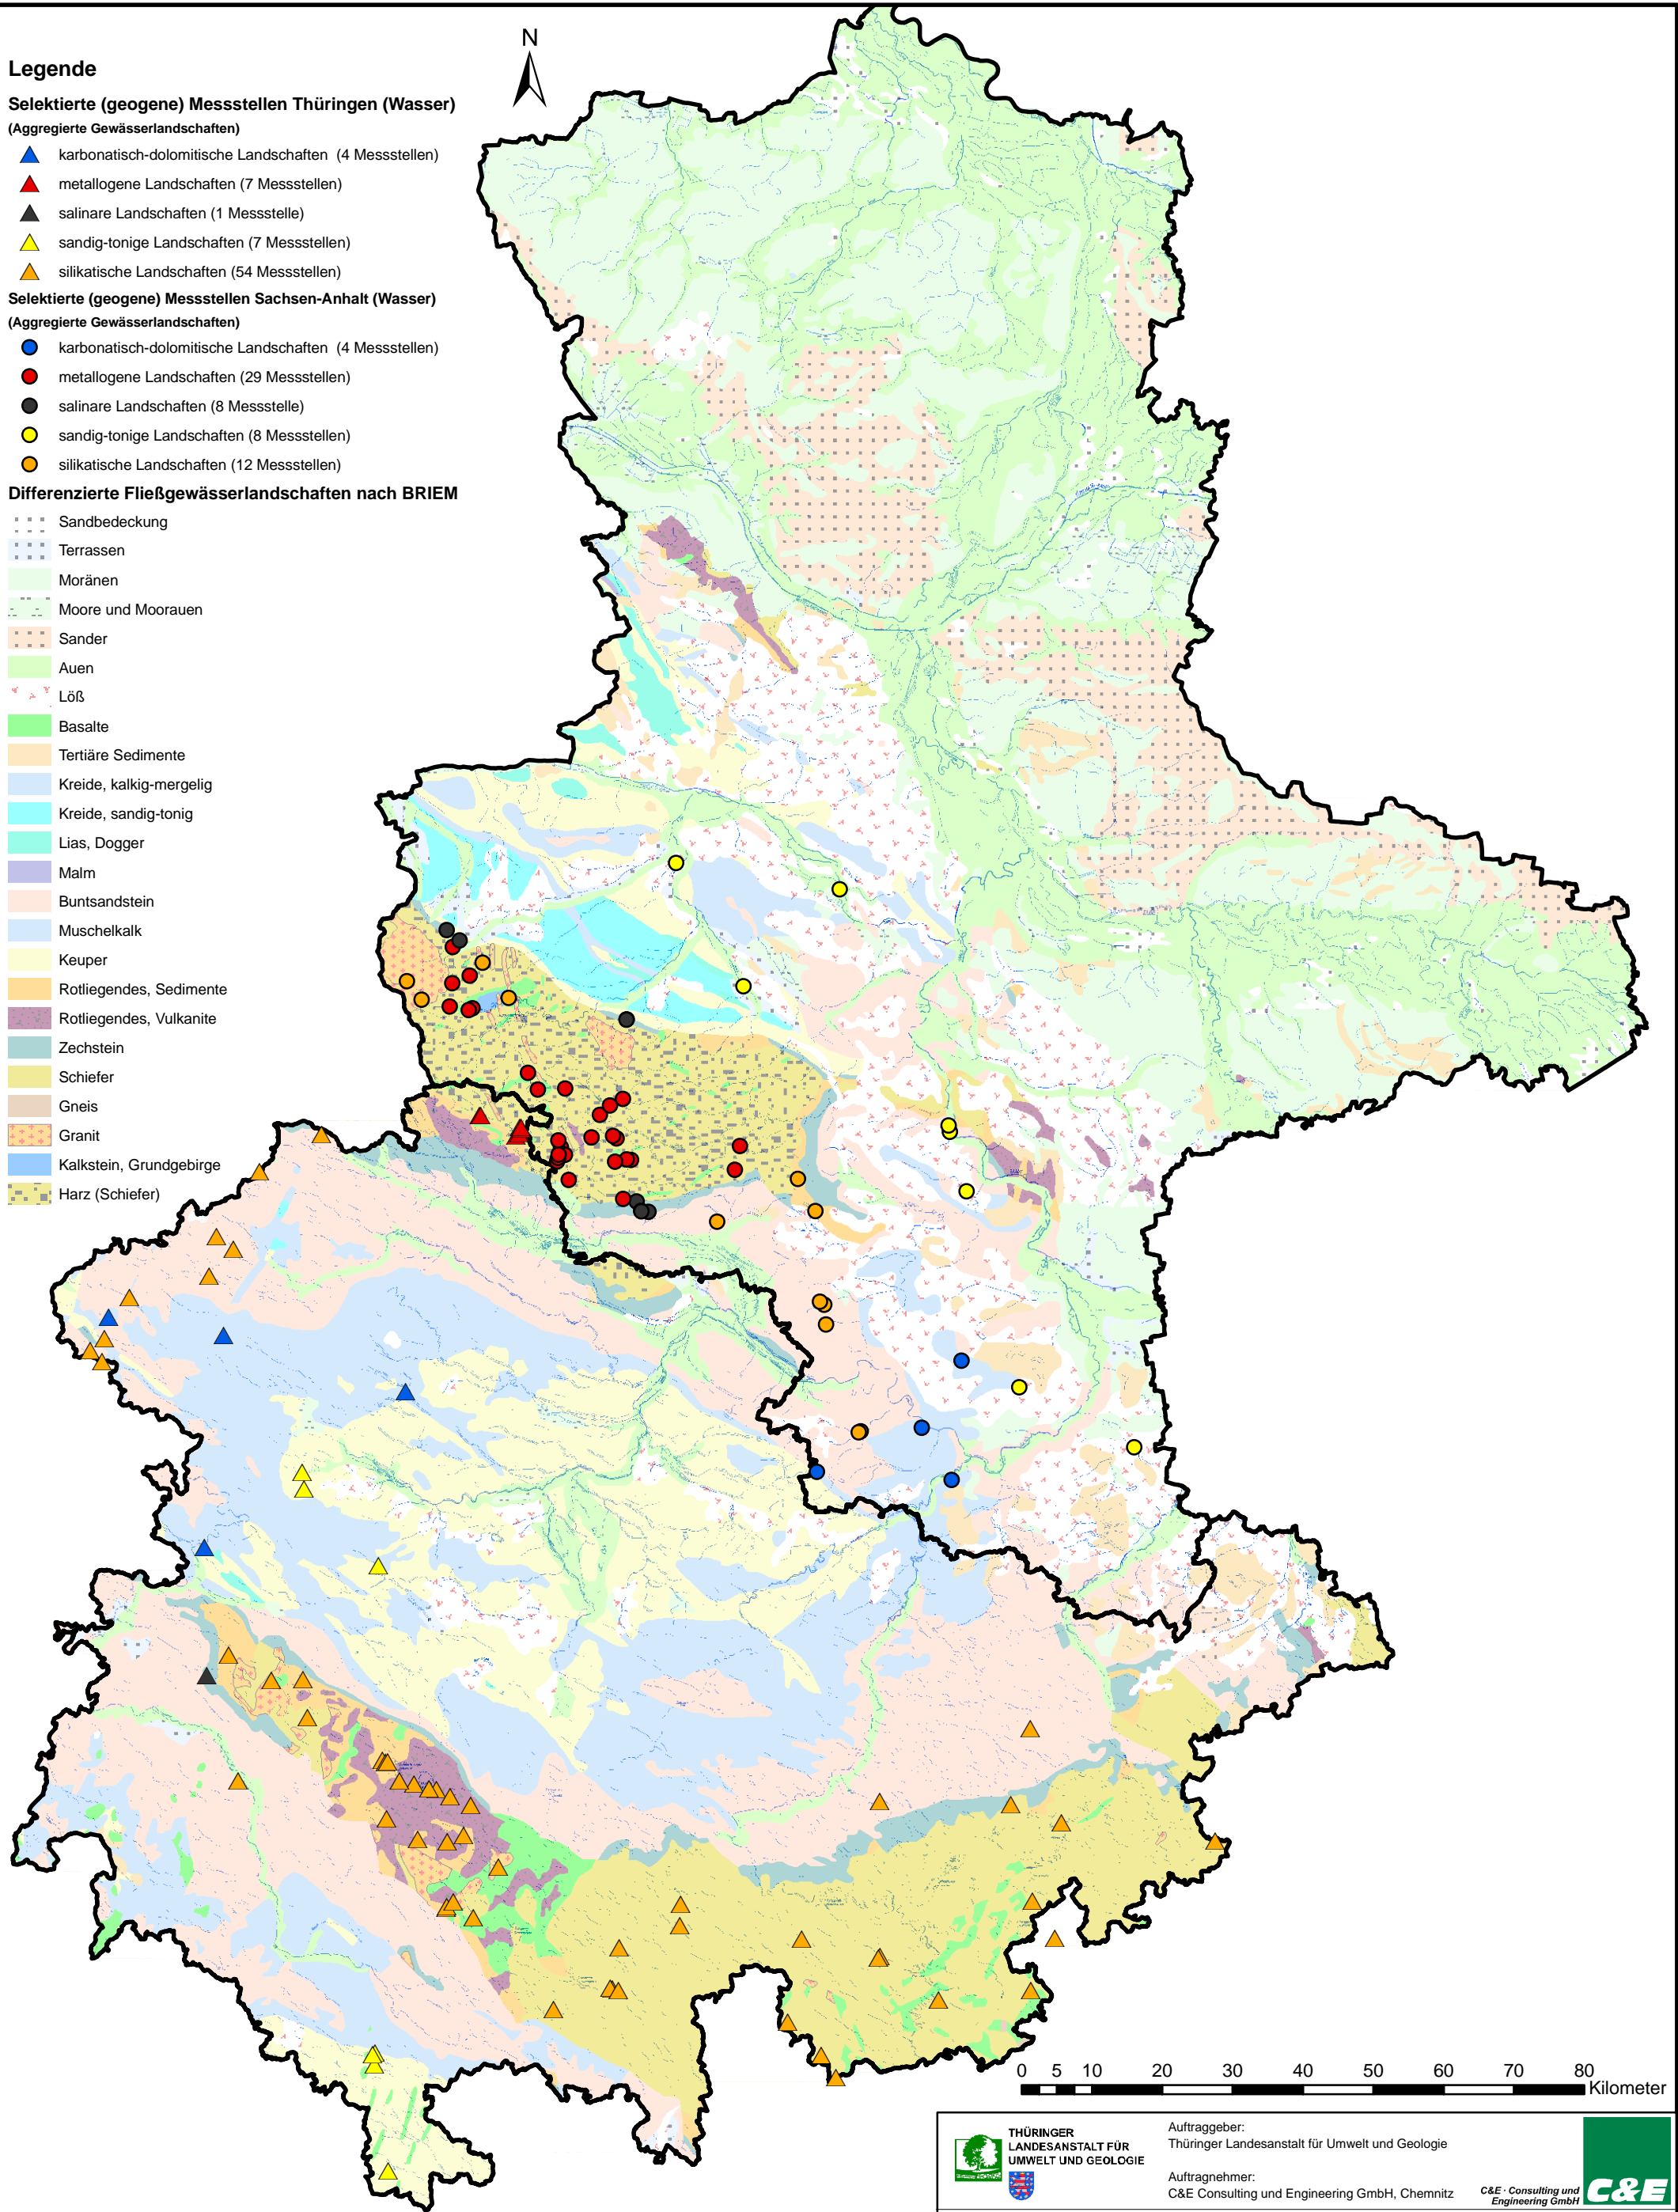 N
Legende
Selektierte (geogene) Messstellen Thüringen (Wasser)
(Aggregierte Gewässerlandschaften)
karbonatisch-dolomitische Landschaften (4 Messstellen)
metallogene Landschaften (7 Messstellen)
salinare Landschaften (1 Messstelle)
sandig-tonige Landschaften (7 Messstellen)
silikatische Landschaften (54 Messstellen)
Selektierte (geogene) Messstellen Sachsen-Anhalt (Wasser)
(Aggregierte Gewässerlandschaften)
karbonatisch-dolomitische Landschaften (4 Messstellen)
metallogene Landschaften (29 Messstellen)
salinare Landschaften (8 Messstelle)
sandig-tonige Landschaften (8 Messstellen)
silikatische Landschaften (12 Messstellen)
Differenzierte Fließgewässerlandschaften nach BRIEM
Sandbedeckung
Terrassen
Moränen
Moore und Moorauen
Sander
Auen
Löß
Basalte
Tertiäre Sedimente
Kreide, kalkig-mergelig
Kreide, sandig-tonig
Lias, Dogger
Malm
Buntsandstein
Muschelkalk
Keuper
Rotliegendes, Sedimente
Rotliegendes, Vulkanite
Zechstein
Schiefer
Gneis
Granit
Kalkstein, Grundgebirge
Harz (Schiefer)
0 5 10 20 30 40 50 60 70 80
Kilometer
THÜRINGER
LANDESANSTALT FÜR
UMWELT UND GEOLOGIE
Auftraggeber:
Thüringer Landesanstalt für Umwelt und Geologie
Auftragnehmer:
C&E Consulting und Engineering GmbH, Chemnitz
C&E · Consulting und
Engineering GmbH
C&E